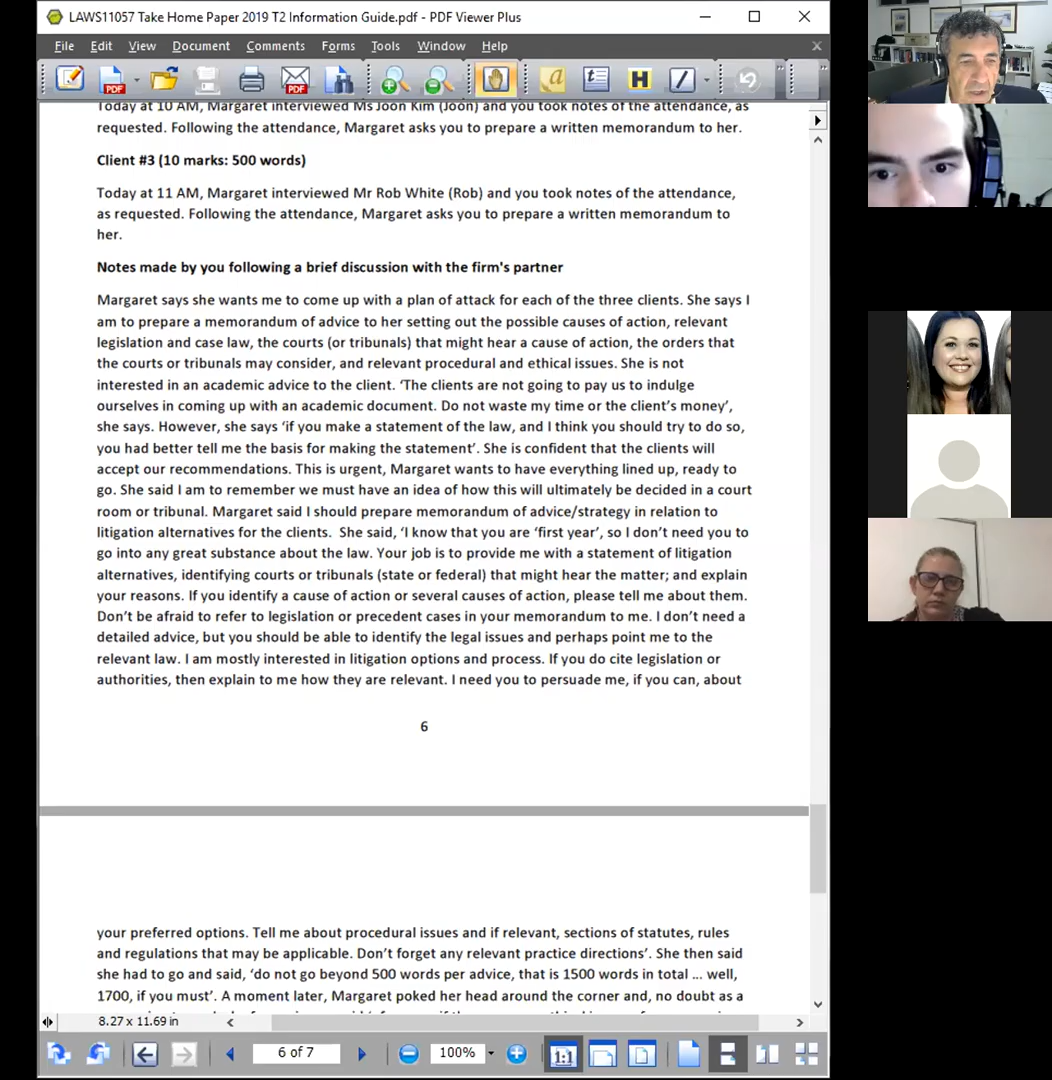 LAWS11057 Take Home Paper 2019 T2 Information Guide.pdf - PDF Viewer Plus
File Edit View Document Comments Forms Tools Window Help
Today at 10 AM, Margaret interviewed Ms Joon Kim (Joon) and you took notes of the attendance, as
requested. Following the attendance, Margaret asks you to prepare a written memorandum to her.
Client #3 (10 marks: 500 words)
Today at 11 AM, Margaret interviewed Mr Rob White (Rob) and you took notes of the attendance,
as requested. Following the attendance, Margaret asks you to prepare a written memorandum to
her.
Notes made by you following a brief discussion with the firm's partner
Margaret says she wants me to come up with a plan of attack for each of the three clients. She says I
am to prepare a memorandum of advice to her setting out the possible causes of action, relevant
legislation and case law, the courts (or tribunals) that might hear a cause of action, the orders that
the courts or tribunals may consider, and relevant procedural and ethical issues. She is not
interested in an academic advice to the client. ‘The clients are not going to pay us to indulge
ourselves in coming up with an academic document. Do not waste my time or the client’s money’,
she says. However, she says ‘if you make a statement of the law, and I think you should try to do so,
you had better tell me the basis for making the statement’. She is confident that the clients will
accept our recommendations. This is urgent, Margaret wants to have everything lined up, ready to
go. She said I am to remember we must have an idea of how this will ultimately be decided in a court
room or tribunal. Margaret said I should prepare memorandum of advice/strategy in relation to
litigation alternatives for the clients.  She said, ‘I know that you are ‘first year’, so I don’t need you to
go into any great substance about the law. Your job is to provide me with a statement of litigation
alternatives, identifying courts or tribunals (state or federal) that might hear the matter; and explain
your reasons. If you identify a cause of action or several causes of action, please tell me about them.
Don’t be afraid to refer to legislation or precedent cases in your memorandum to me. I don’t need a
detailed advice, but you should be able to identify the legal issues and perhaps point me to the
relevant law. I am mostly interested in litigation options and process. If you do cite legislation or
authorities, then explain to me how they are relevant. I need you to persuade me, if you can, about
6
your preferred options. Tell me about procedural issues and if relevant, sections of statutes, rules
and regulations that may be applicable. Don’t forget any relevant practice directions’. She then said
she had to go and said, ‘do not go beyond 500 words per advice, that is 1500 words in total ... well,
1700, if you must’. A moment later, Margaret poked her head around the corner and, no doubt as a
8.27 x 11.69 in
6 of 7
100%
1:1